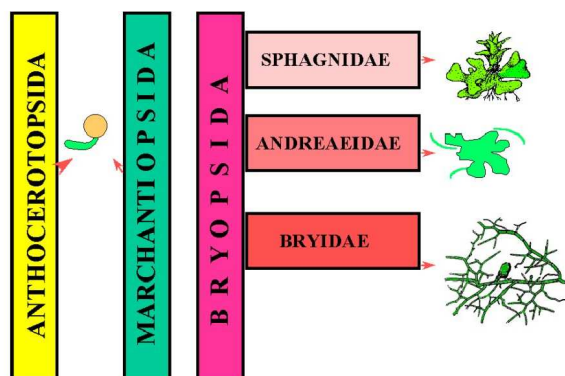 ANTHOCEROTOPSIDA
MARCHANTIOPSIDA
BRYOPSIDA
SPHAGNIDAE
ANDREAEIDAE
BRYIDAE